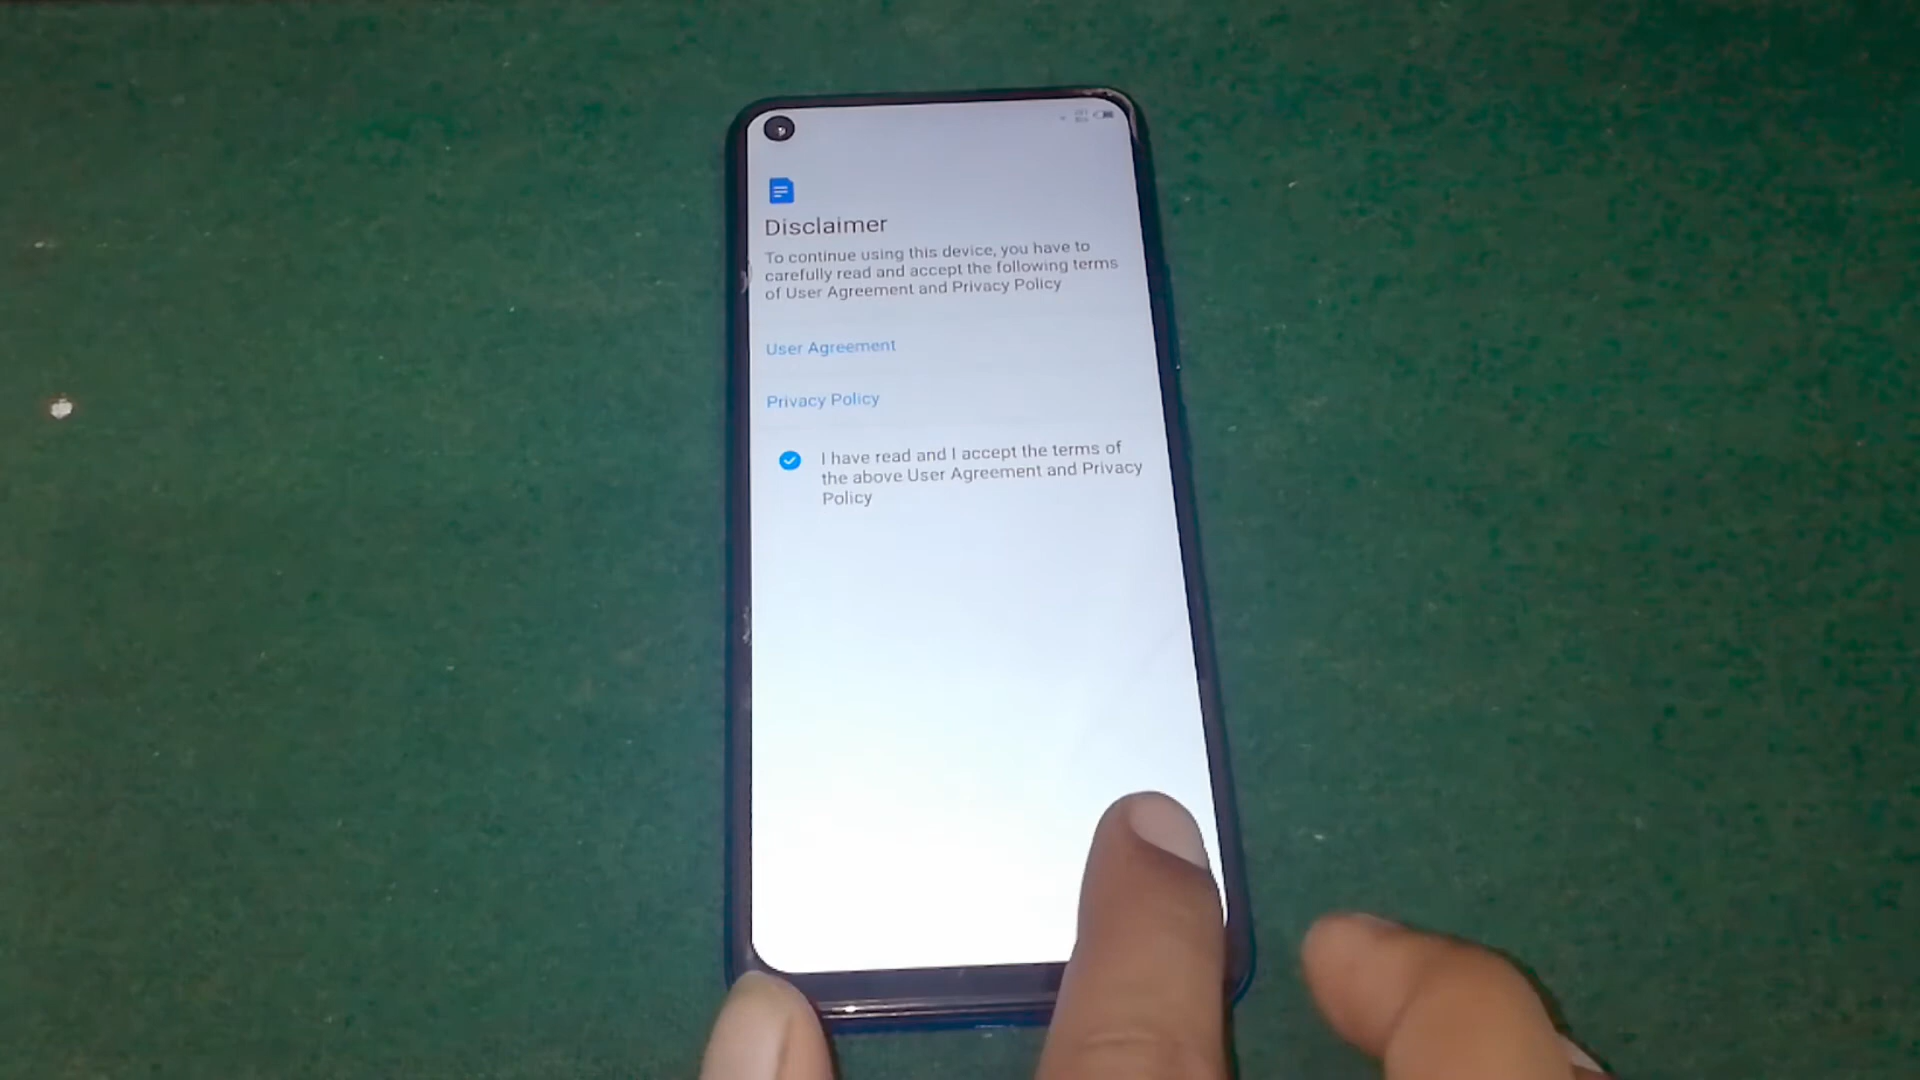 Disclaimer
To continue using this device, you have to
carefully read and accept the following terms
of User Agreement and Privacy Policy
User Agreement
Privacy Policy
I have read and I accept the terms of
the above User Agreement and Privacy
Policy